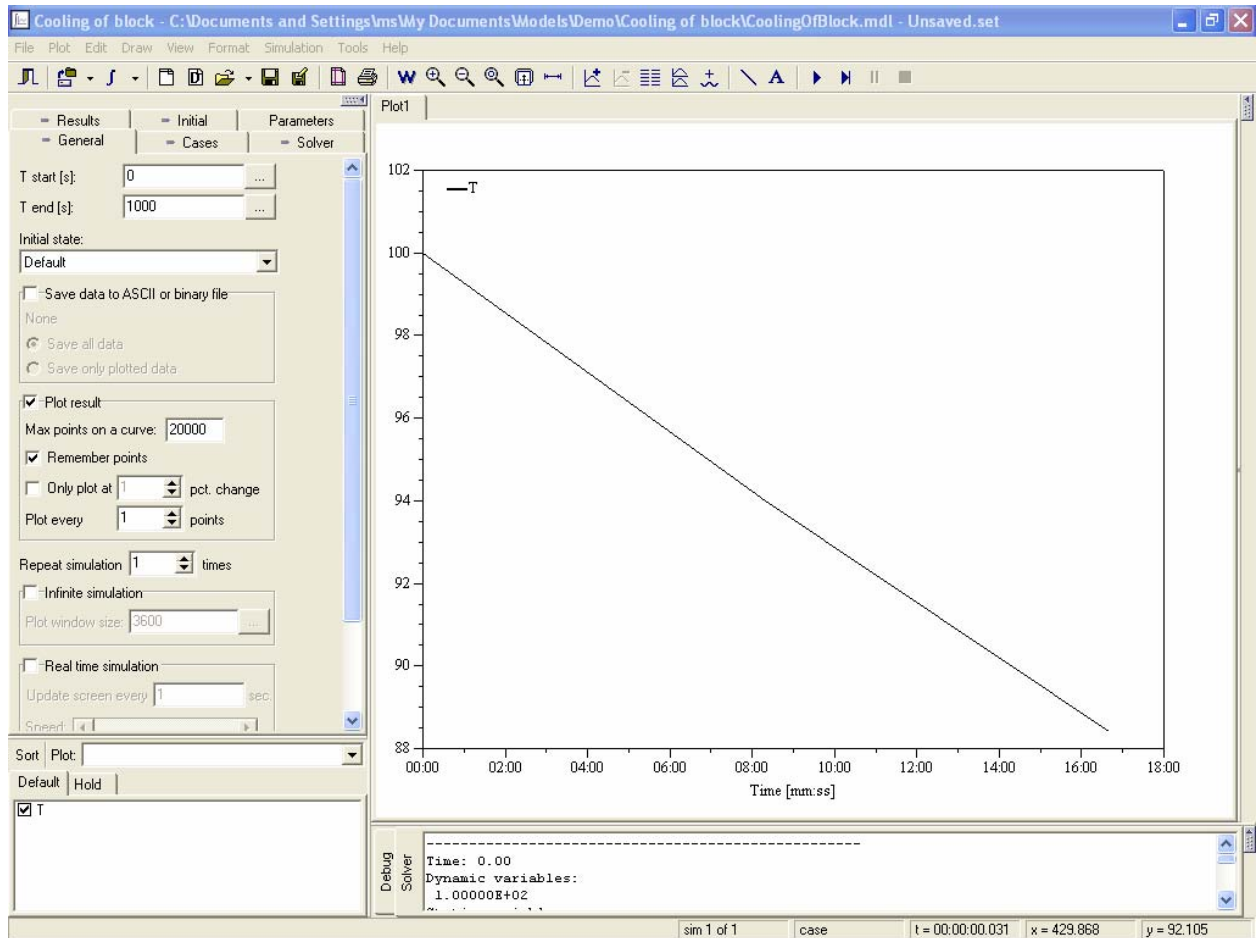 Cooling of block - C:\Documents and Settings\ms\My Documents\Models\Demo\Cooling of block\CoolingOfBlock.mdl - Unsaved.set
File Plot Edit Draw View Format Simulation Tools Help
Results Initial Parameters
General Cases Solver
T start [s]: 0 ...
T end [s]: 1000 ...
Initial state:
Default
Save data to ASCII or binary file
None
Save all data
Save only plotted data
Plot result
Max points on a curve: 20000
Remember points
Only plot at 1 pct. change
Plot every 1 points
Repeat simulation 1 times
Infinite simulation
Plot window size: 3600 ...
Real time simulation
Update screen every 1 sec.
Speed:
Sort Plot:
Default Hold
T
Plot1
T
102
100
98
96
94
92
90
88
00:00 02:00 04:00 06:00 08:00 10:00 12:00 14:00 16:00 18:00
Time [mm:ss]
Debug
Solver
------------------------------------------------------
Time: 0.00
Dynamic variables:
1.00000E+02
sim 1 of 1 case t = 00:00:00.031 x = 429.868 y = 92.105